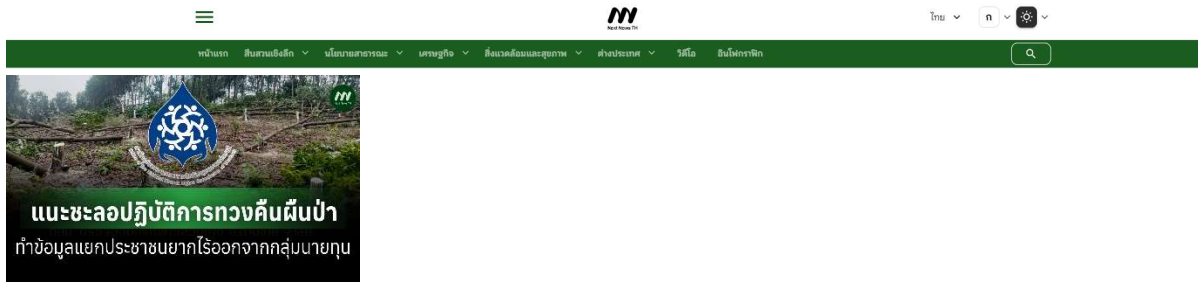 Next News TH
ไทย
ก
หน้าแรก สืบสวนเชิงลึก นโยบายสาธารณะ เศรษฐกิจ สิ่งแวดล้อมและสุขภาพ ต่างประเทศ วิดีโอ อินโฟกราฟิก
แนะชะลอปฏิบัติการทวงคืนผืนป่า
ทำข้อมูลแยกประชาชนยากไร้ออกจากกลุ่มนายทุน